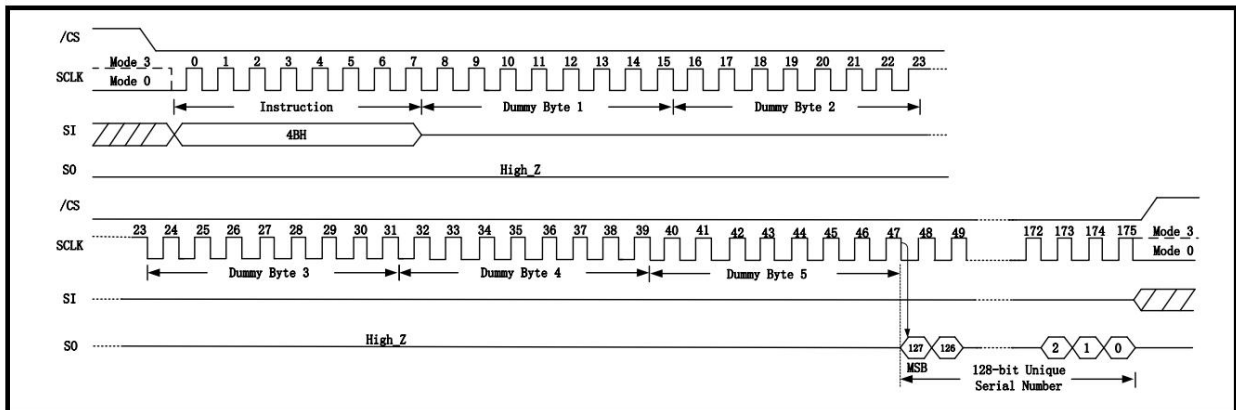 /CS
Mode 3 0 1 2 3 4 5 6 7 8 9 10 11 12 13 14 15 16 17 18 19 20 21 22 23
SCLK
Mode 0
Instruction Dummy Byte 1 Dummy Byte 2
SI 4BH
SO High_Z
/CS
23 24 25 26 27 28 29 30 31 32 33 34 35 36 37 38 39 40 41 42 43 44 45 46 47 48 49 172 173 174 175 Mode 3
SCLK
Mode 0
Dummy Byte 3 Dummy Byte 4 Dummy Byte 5
SI
SO High_Z 127 126 2 1 0
MSB 128-bit Unique
Serial Number